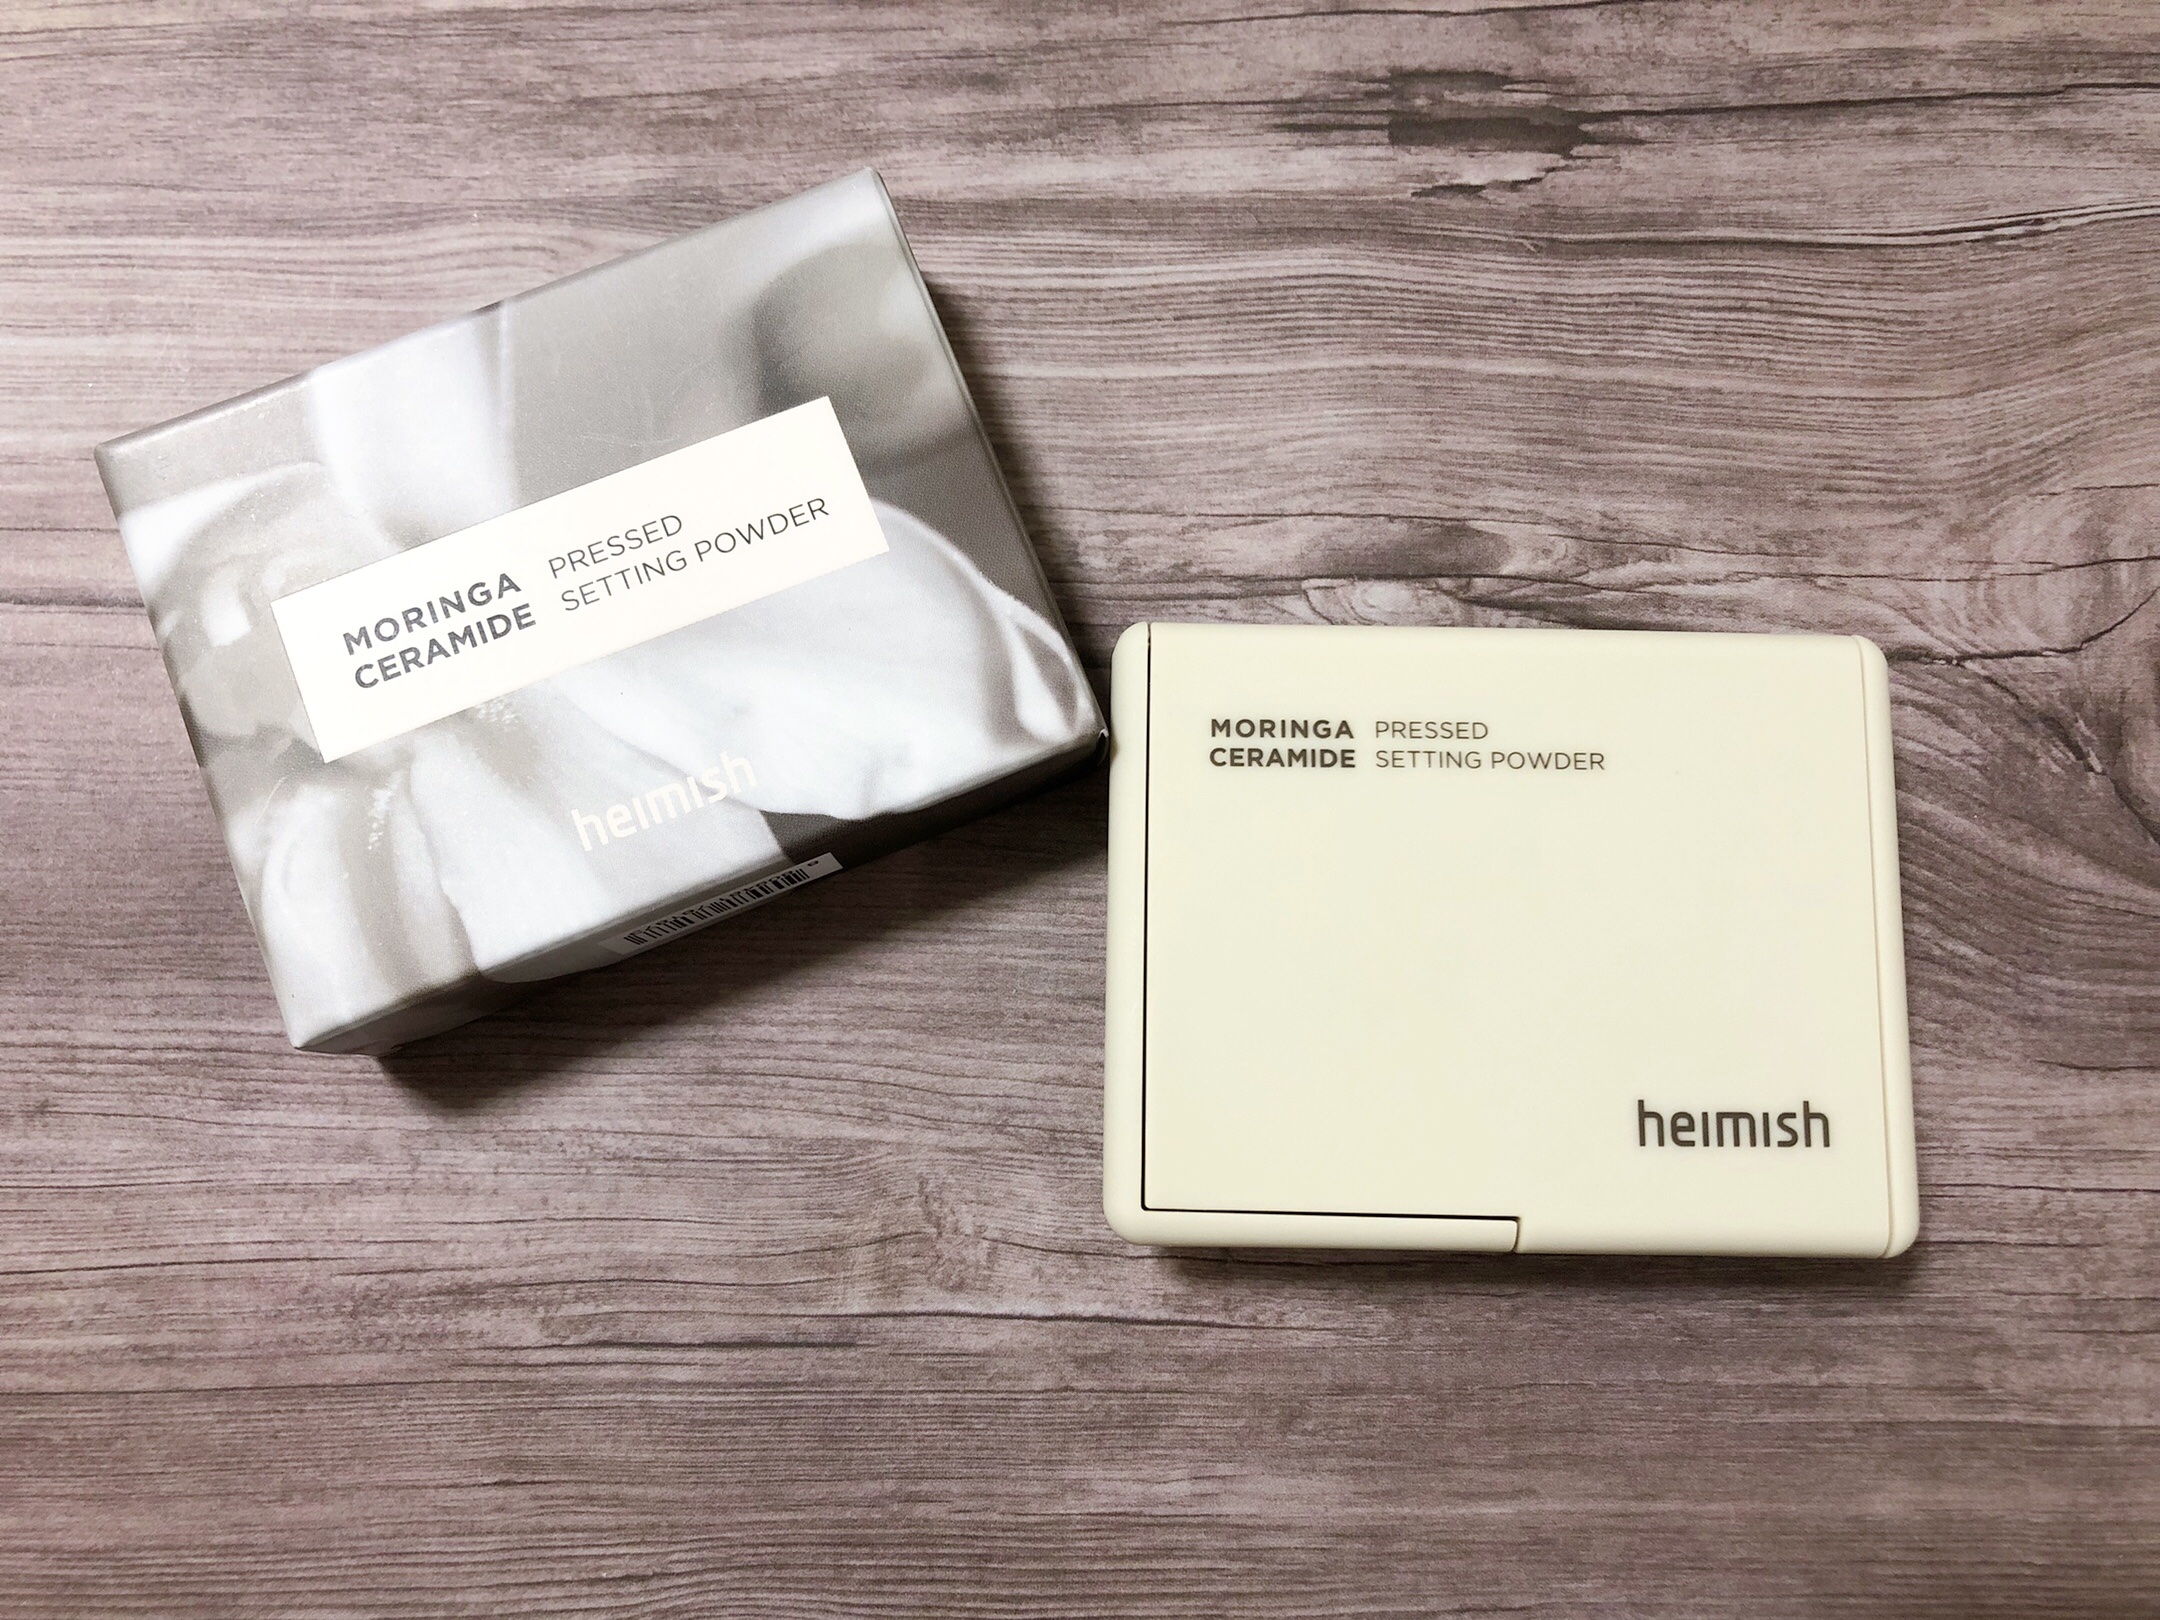 MORINGA PRESSED
CERAMIDE SETTING POWDER
heimish
MORINGA PRESSED
CERAMIDE SETTING POWDER
heimish